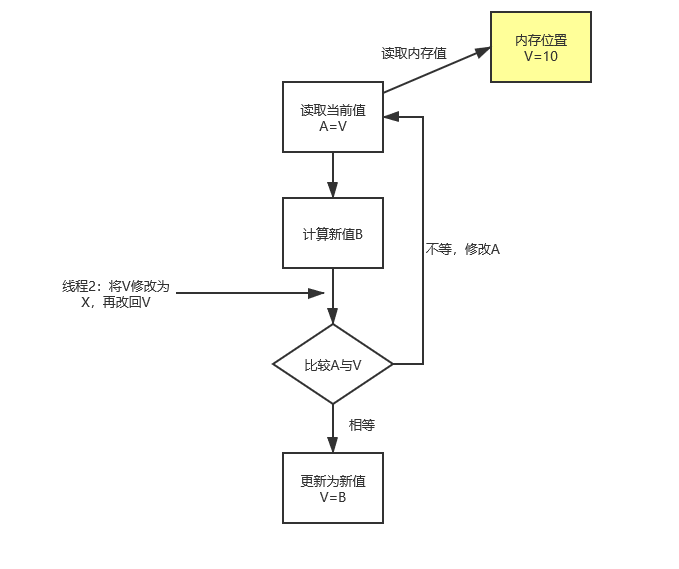 内存位置
V=10
读取内存值
读取当前值
A=V
计算新值B
不等，修改A
线程2：将V修改为
X，再改回V
比较A与V
相等
更新为新值
V=B